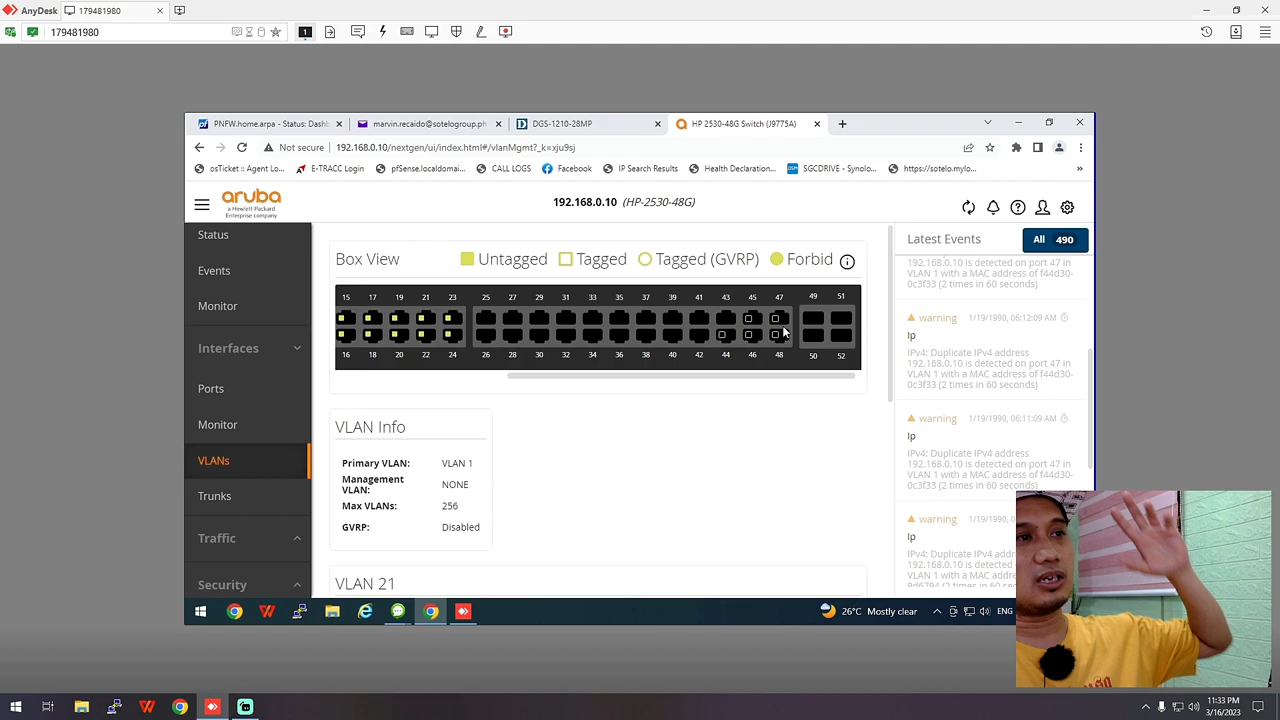 AnyDesk
179481980
179481980
1
PNFW.home.arpa - Status: Dashb
marvin.recaido@sotelogroup.ph
DGS-1210-28MP
HP 2530-48G Switch (J9775A)
Not secure
192.168.0.10/nextgen/ui/index.html#/vlanMgmt?_k=xju9sj
osTicket :: Agent Lo...
E-TRACC Login
pfSense.localdomai...
CALL LOGS
Facebook
IP Search Results
Health Declaration...
SGCDRIVE - Synolo...
https://sotelo.mylo...
»
aruba
a Hewlett Packard
Enterprise company
192.168.0.10 (HP-2530-48G)
Status
Events
Monitor
Interfaces
Ports
Monitor
VLANs
Trunks
Traffic
Security
Box View
Untagged
Tagged
Tagged (GVRP)
Forbid
15 17 19 21 23 25 27 29 31 33 35 37 39 41 43 45 47 49 51
16 18 20 22 24 26 28 30 32 34 36 38 40 42 44 46 48 50 52
VLAN Info
Primary VLAN: VLAN 1
Management VLAN: NONE
Max VLANs: 256
GVRP: Disabled
VLAN 21
Latest Events
All 490
192.168.0.10 is detected on port 47 in
VLAN 1 with a MAC address of f44d30-
0c3f33 (2 times in 60 seconds)
warning 1/19/1990, 06:12:09 AM
Ip
IPv4: Duplicate IPv4 address
192.168.0.10 is detected on port 47 in
VLAN 1 with a MAC address of f44d30-
0c3f33 (2 times in 60 seconds)
warning 1/19/1990, 06:11:09 AM
Ip
IPv4: Duplicate IPv4 address
192.168.0.10 is detected on port 47 in
VLAN 1 with a MAC address of f44d30-
0c3f33 (2 times in 60 seconds)
warning 1/19/1990,
Ip
IPv4: Dup
192.168.0.10 is
VLAN 1 with a
26°C Mostly clear
ENG
11:33 PM
3/16/2023